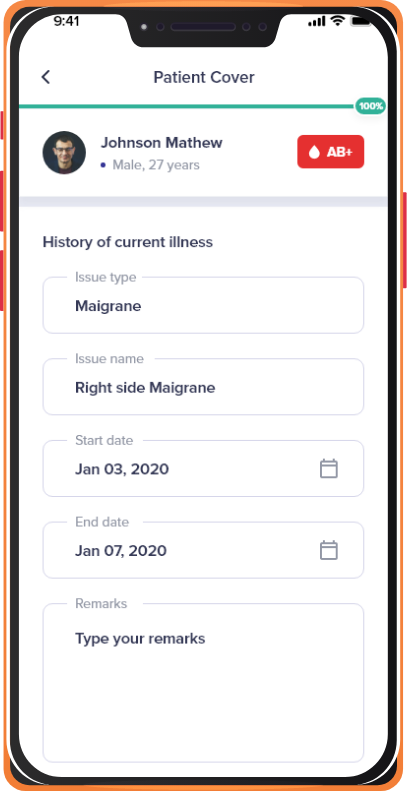 9:41
Patient Cover
100%
Johnson Mathew
Male, 27 years
AB+
History of current illness
Issue type
Maigrane
Issue name
Right side Maigrane
Start date
Jan 03, 2020
End date
Jan 07, 2020
Remarks
Type your remarks